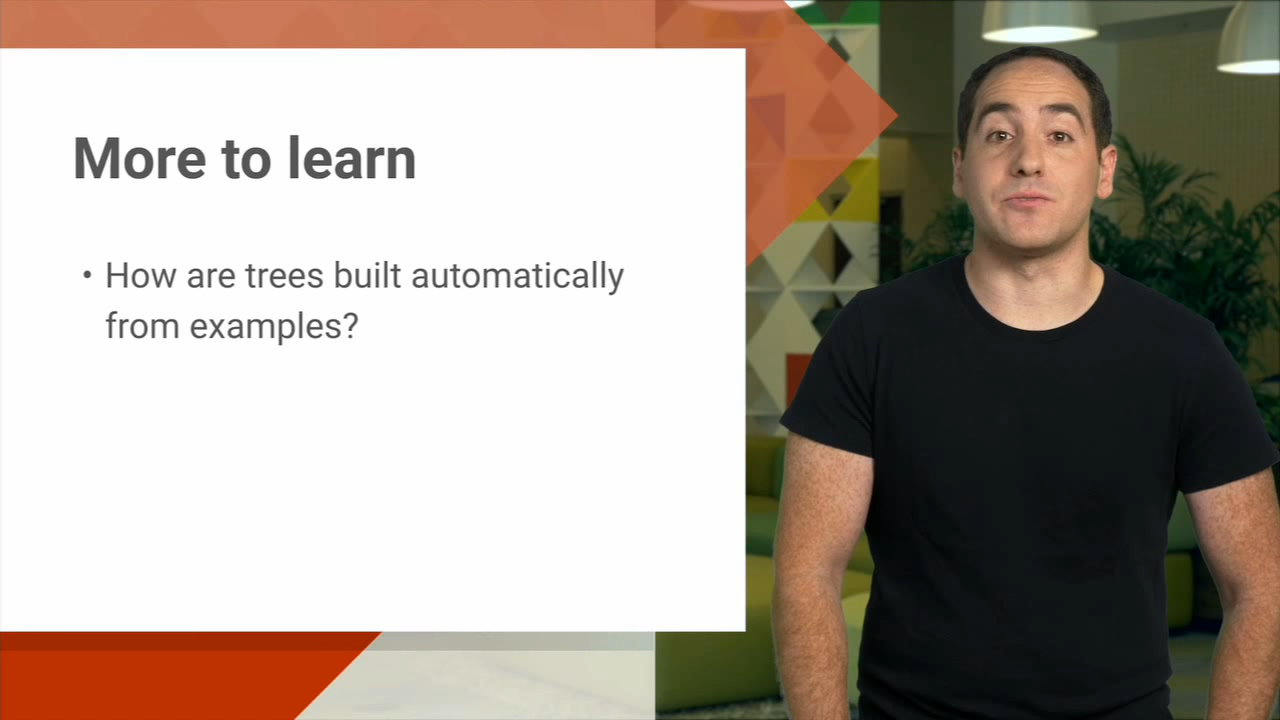 More to learn
• How are trees built automatically
from examples?